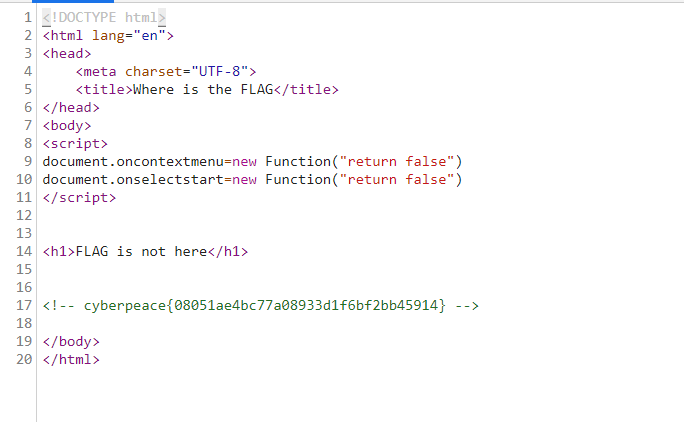 1 <!DOCTYPE html>
2 <html lang="en">
3 <head>
4     <meta charset="UTF-8">
5     <title>Where is the FLAG</title>
6 </head>
7 <body>
8 <script>
9 document.oncontextmenu=new Function("return false")
10 document.onselectstart=new Function("return false")
11 </script>
12
13
14 <h1>FLAG is not here</h1>
15
16
17 <!-- cyberpeace{08051ae4bc77a08933d1f6bf2bb45914} -->
18
19 </body>
20 </html>